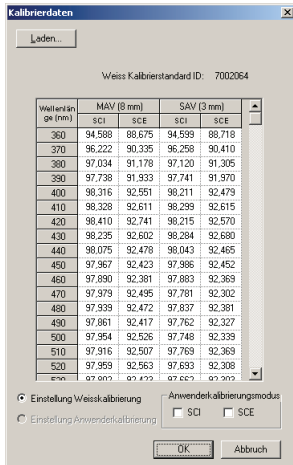 Kalibrierdaten
Laden...
Weiss Kalibrierstandard ID: 7002064
Wellenlän MAV (8 mm) SAV (3 mm)
ge (nm) SCI SCE SCI SCE
360 94,588 88,675 94,599 88,718
370 96,222 90,335 96,258 90,410
380 97,034 91,178 97,120 91,305
390 97,738 91,933 97,741 91,970
400 98,316 92,551 98,211 92,479
410 98,328 92,611 98,299 92,615
420 98,410 92,741 98,215 92,570
430 98,235 92,602 98,284 92,680
440 98,075 92,478 98,043 92,465
450 97,967 92,423 97,986 92,452
460 97,890 92,381 97,883 92,369
470 97,979 92,495 97,781 92,302
480 97,939 92,472 97,837 92,381
490 97,861 92,417 97,762 92,327
500 97,954 92,526 97,748 92,339
510 97,916 92,507 97,769 92,369
520 97,959 92,563 97,693 92,308
Einstellung Weisskalibrierung
Einstellung Anwenderkalibrierung
Anwenderkalibrierungsmodus
SCI SCE
OK Abbruch